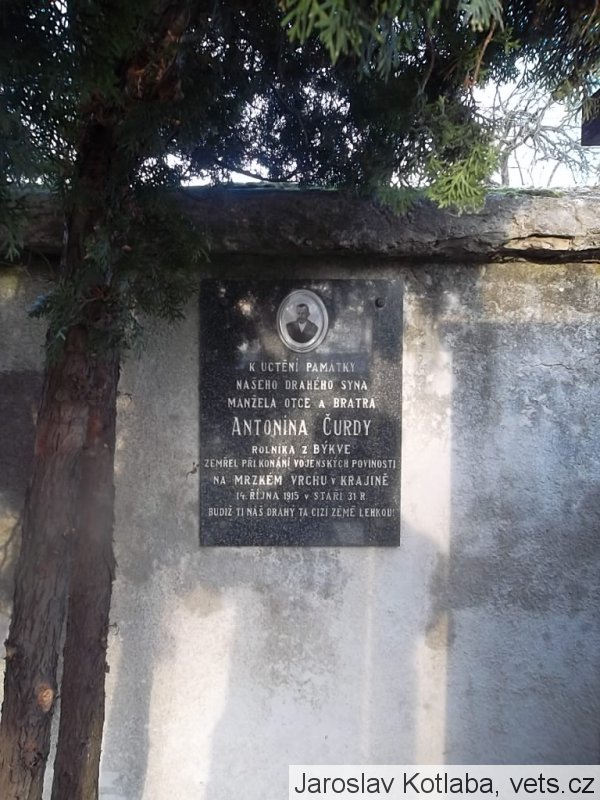 K UCTĚNÍ PAMÁTKY
NAŠEHO DRAHÉHO SYNA
MANŽELA OTCE A BRATRA
ANTONÍNA ČURDY
ROLNÍKA Z BÝKVE
ZEMŘEL PŘI KONÁNÍ VOJENSKÝCH POVINOSTÍ
NA MRZKÉM VRCHU V KRAJINĚ
14. ŘÍJNA 1915 V STÁŘÍ 31 R.
BUDIŽ TI NÁŠ DRAHÝ TA CIZÍ ZEMĚ LEHKOU!
Jaroslav Kotlaba, vets.cz